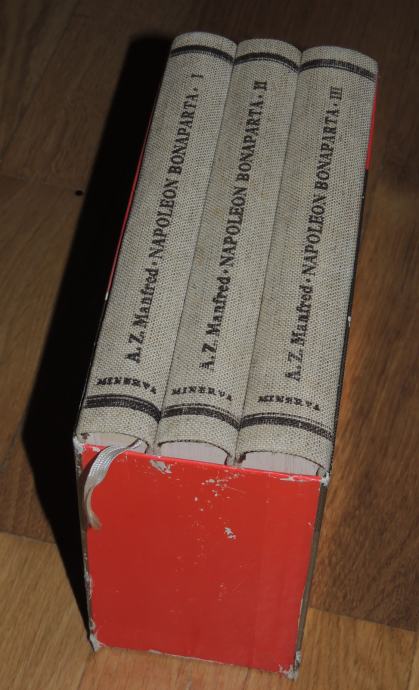 A. Z. Manfred • NAPOLEON BONAPARTA • I
MINERVA
A. Z. Manfred • NAPOLEON BONAPARTA • II
MINERVA
A. Z. Manfred • NAPOLEON BONAPARTA • III
MINERVA